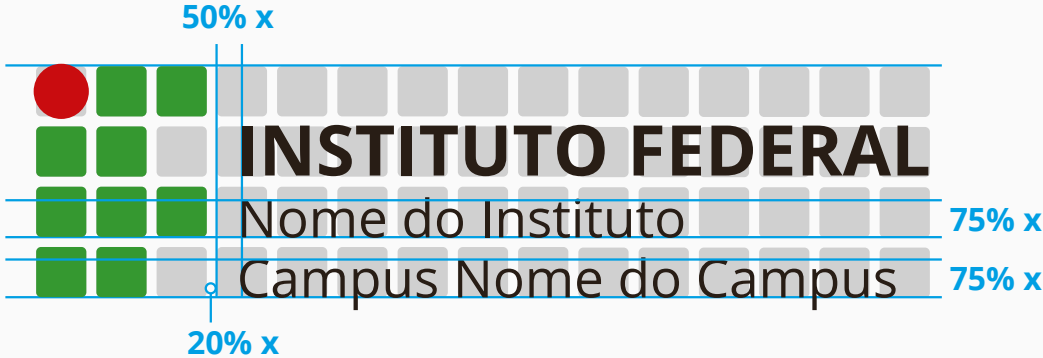 50% x
INSTITUTO FEDERAL
Nome do Instituto
75% x
Campus Nome do Campus
75% x
20% x